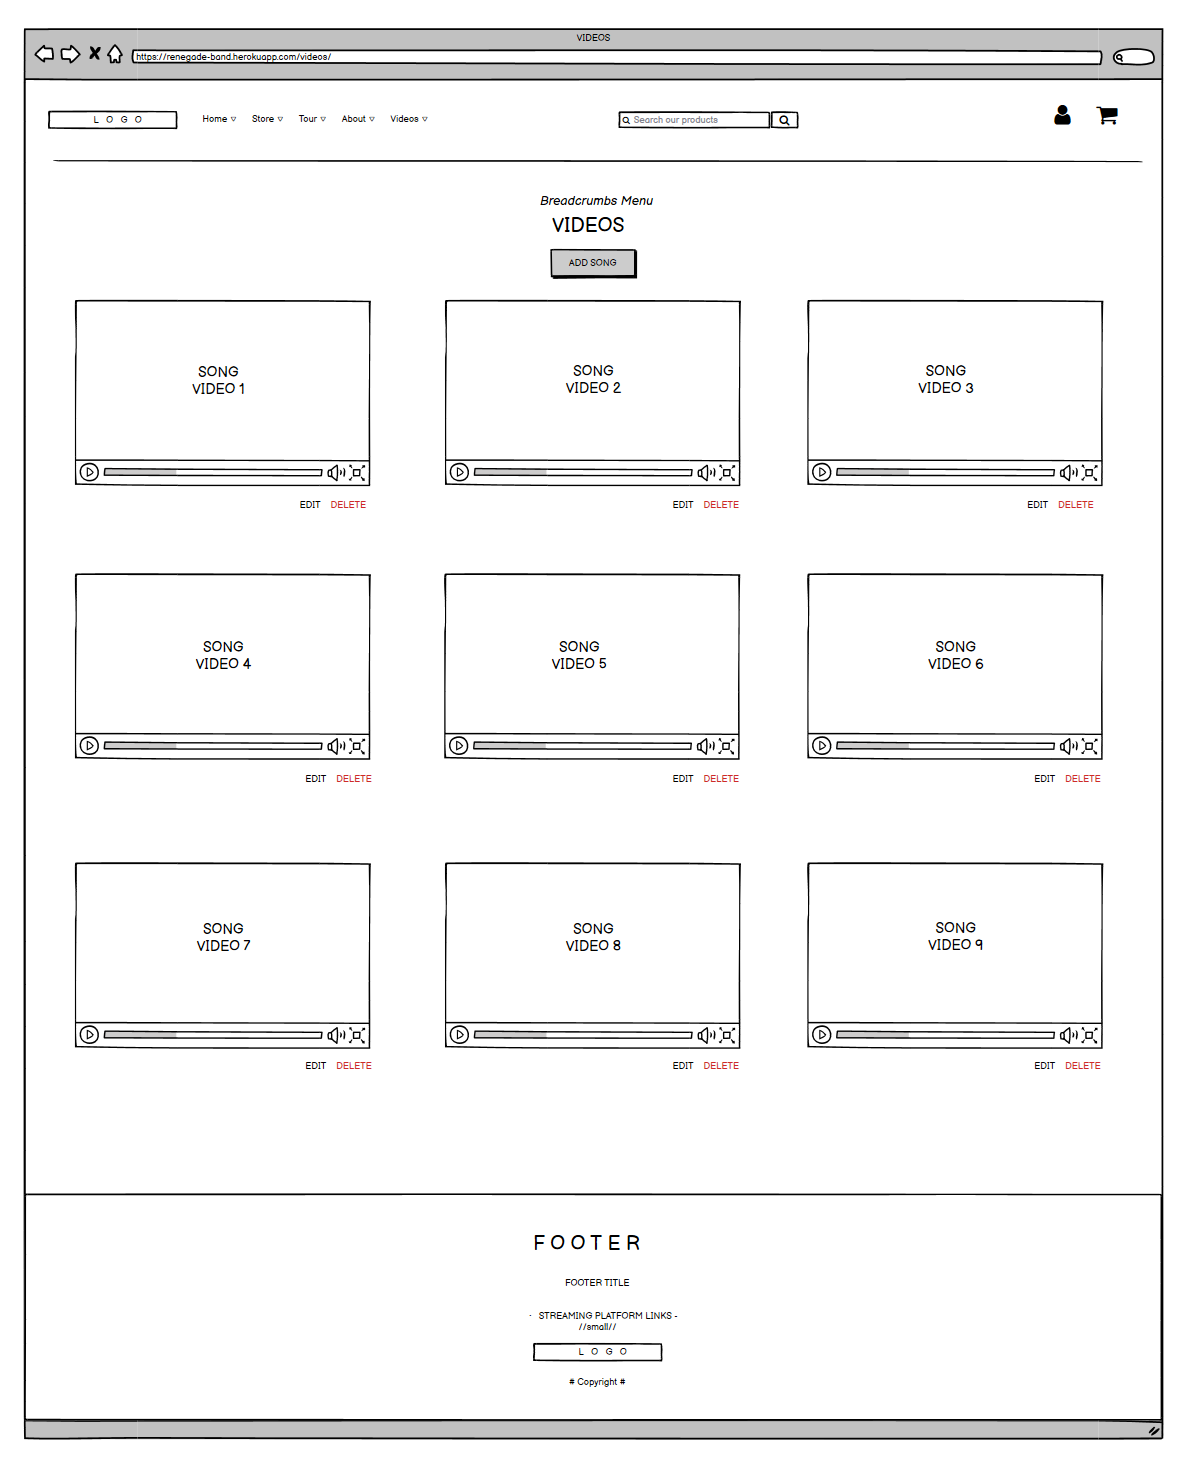 VIDEOS
https://renegade-band.herokuapp.com/videos/
LOGO
Home
Store
Tour
About
Videos
Search our products
Breadcrumbs Menu
VIDEOS
ADD SONG
SONG
VIDEO 1
SONG
VIDEO 2
SONG
VIDEO 3
EDIT DELETE
EDIT DELETE
EDIT DELETE
SONG
VIDEO 4
SONG
VIDEO 5
SONG
VIDEO 6
EDIT DELETE
EDIT DELETE
EDIT DELETE
SONG
VIDEO 7
SONG
VIDEO 8
SONG
VIDEO 9
EDIT DELETE
EDIT DELETE
EDIT DELETE
FOOTER
FOOTER TITLE
- STREAMING PLATFORM LINKS -
//small//
LOGO
# Copyright #